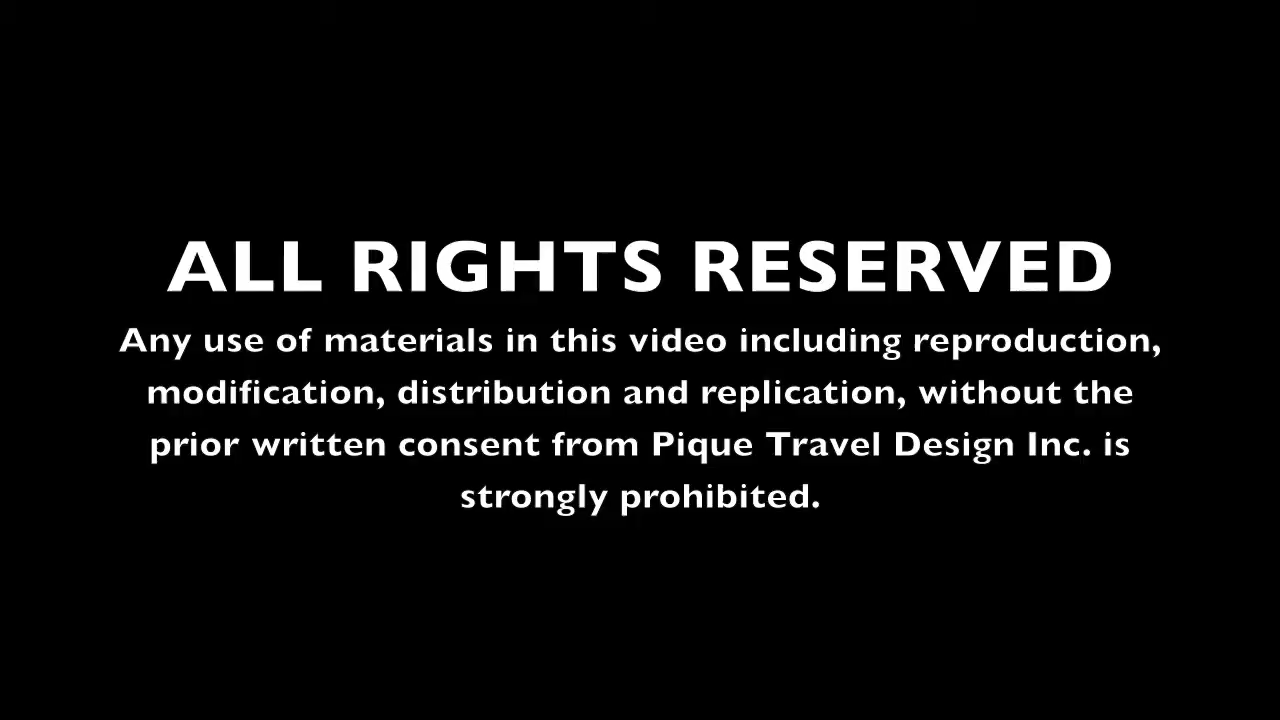 ALL RIGHTS RESERVED
Any use of materials in this video including reproduction,
modification, distribution and replication, without the
prior written consent from Pique Travel Design Inc. is
strongly prohibited.